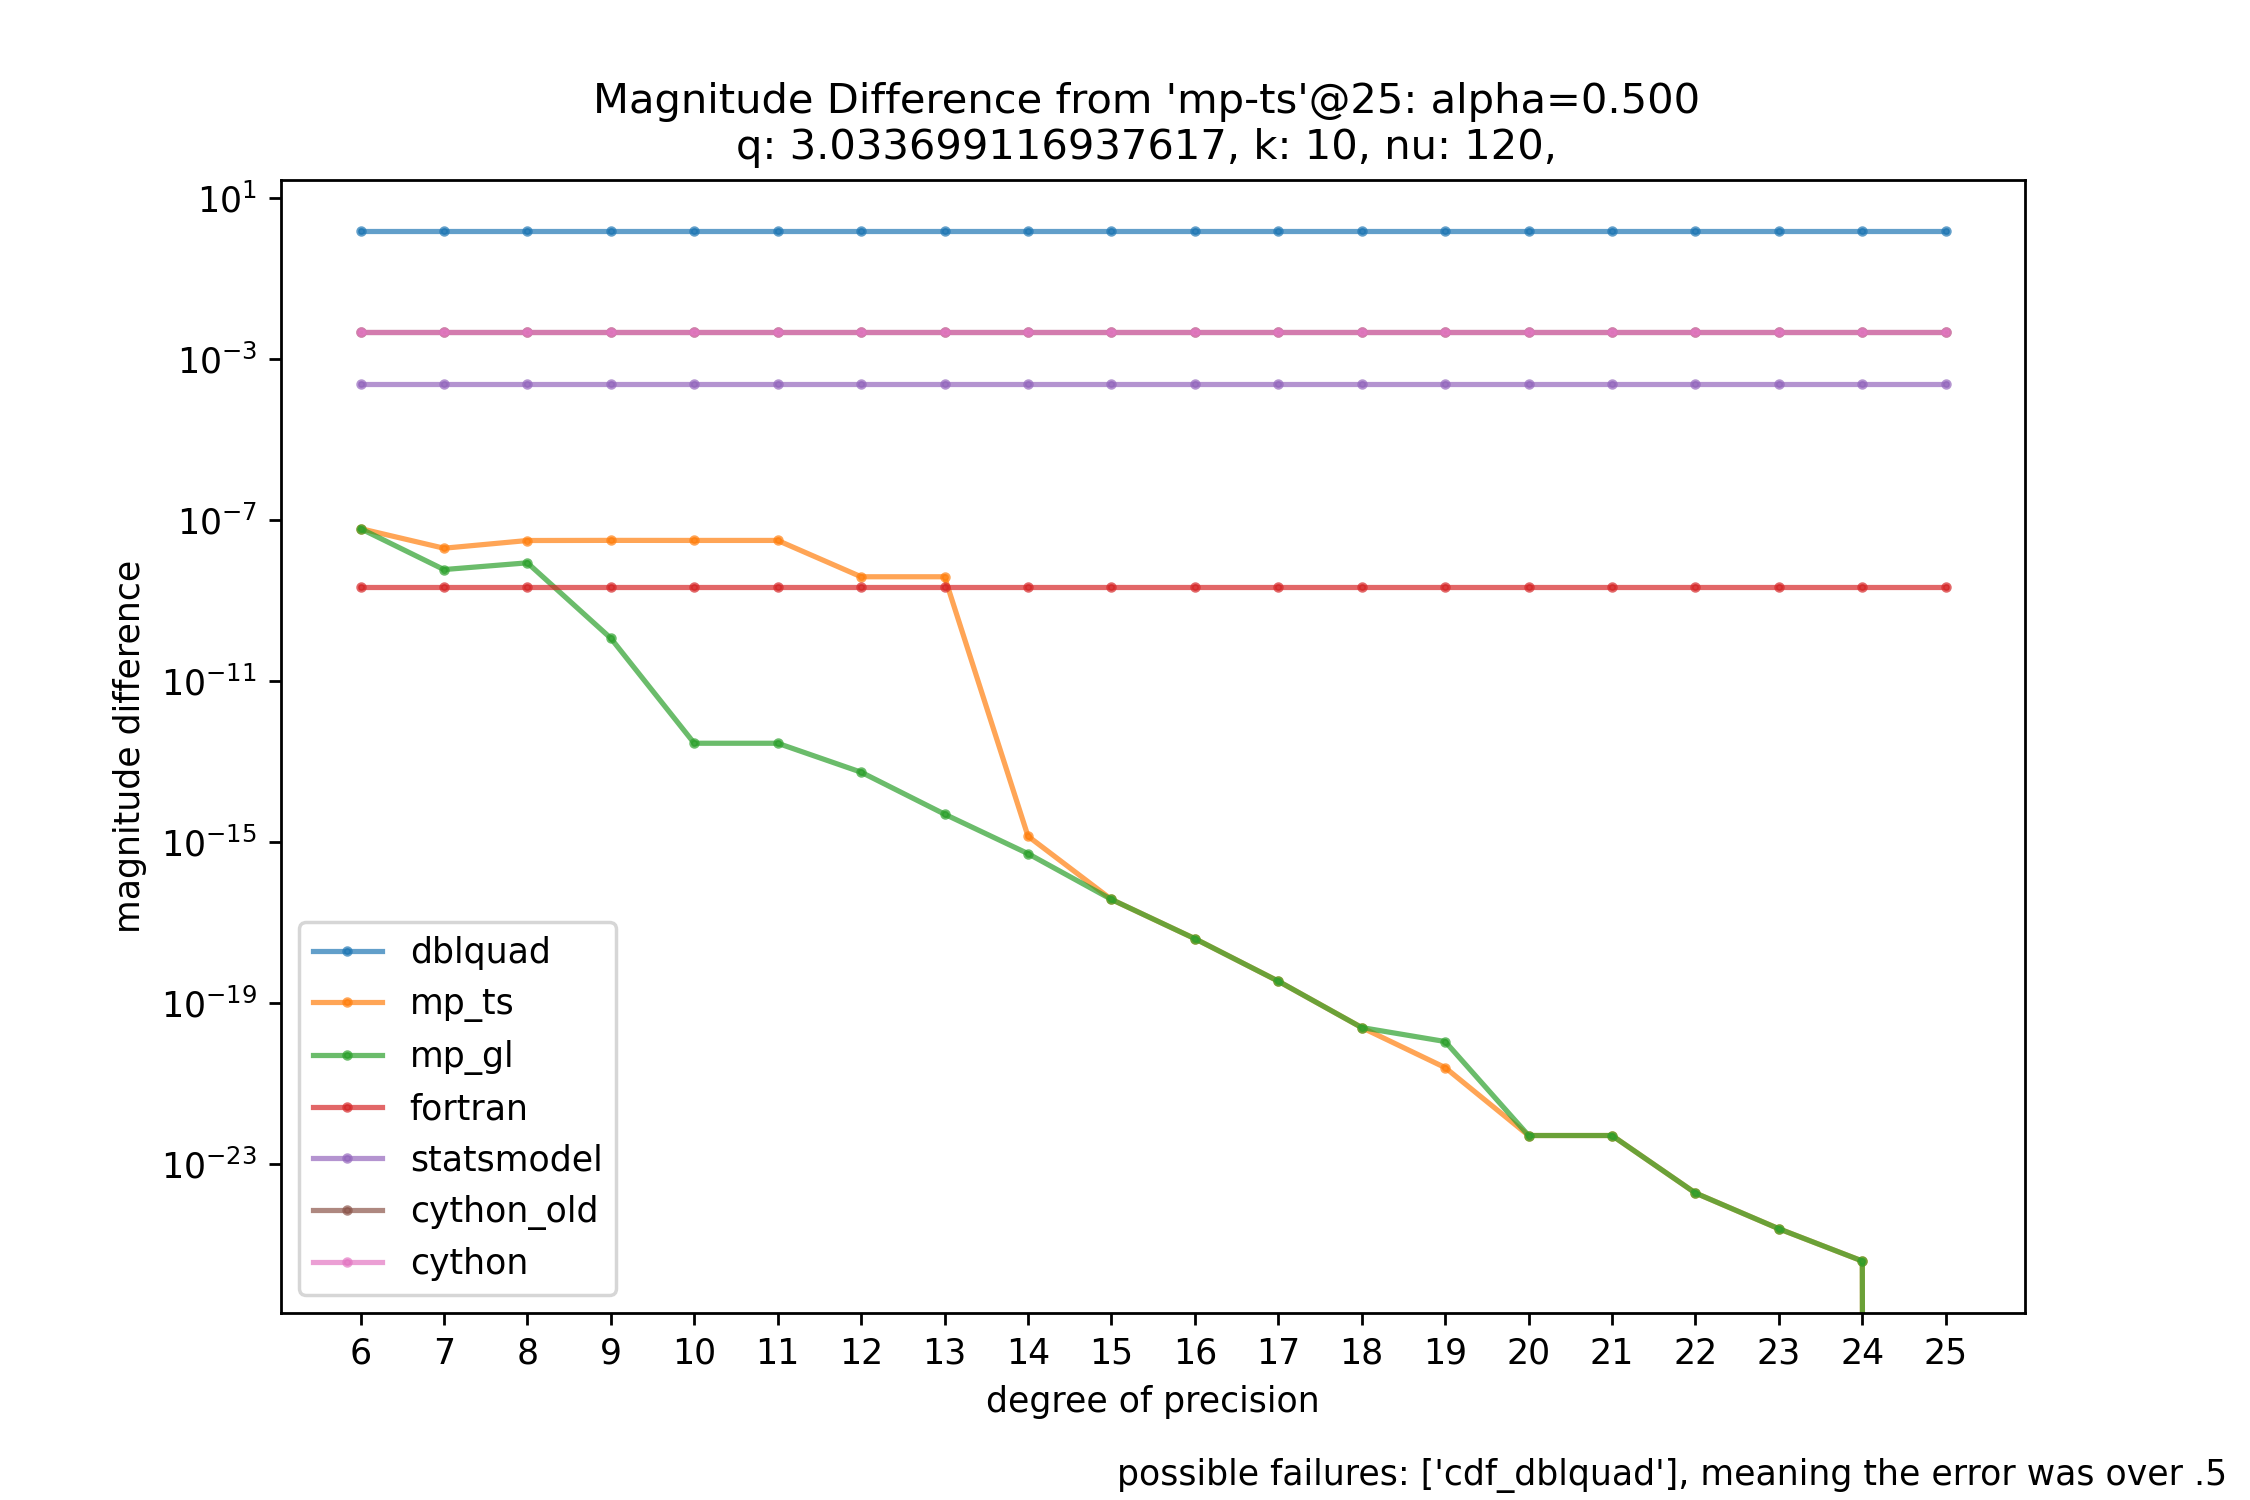 Magnitude Difference from 'mp-ts'@25: alpha=0.500
q: 3.033699116937617, k: 10, nu: 120,
10¹
10⁻³
10⁻⁷
10⁻¹¹
10⁻¹⁵
10⁻¹⁹
10⁻²³
magnitude difference
dblquad
mp_ts
mp_gl
fortran
statsmodel
cython_old
cython
6 7 8 9 10 11 12 13 14 15 16 17 18 19 20 21 22 23 24 25
degree of precision
possible failures: ['cdf_dblquad'], meaning the error was over .5